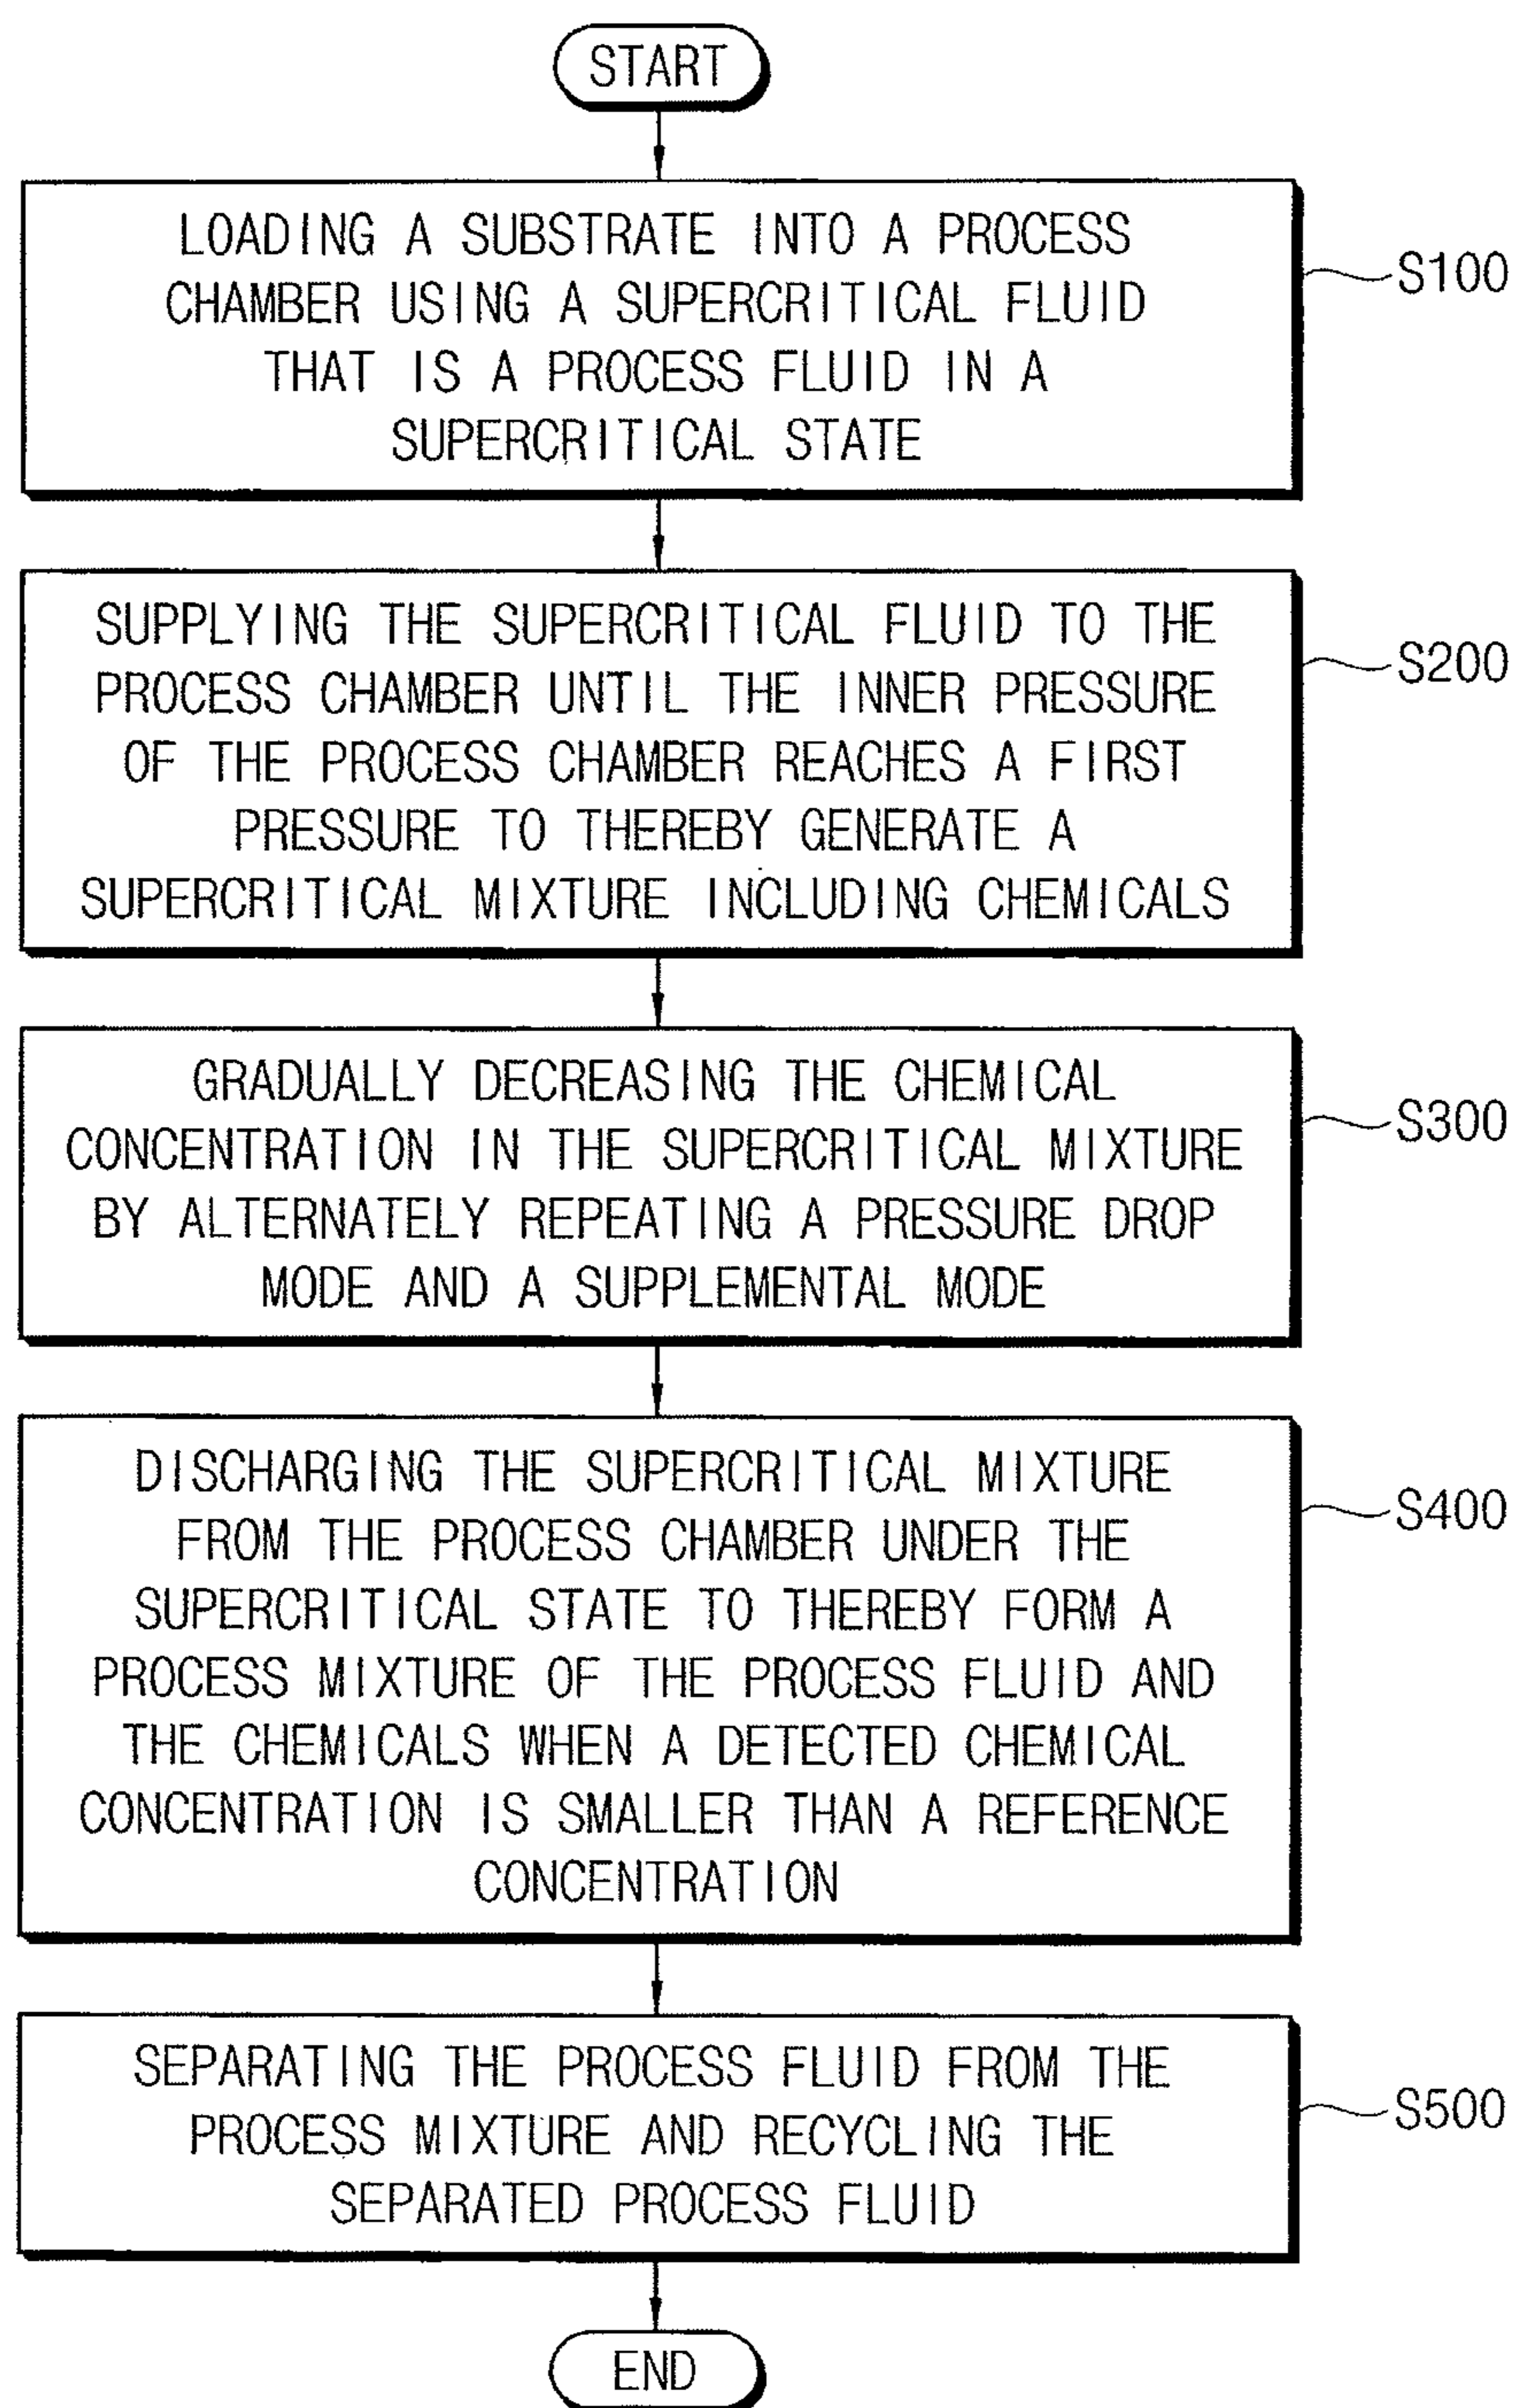 START
LOADING A SUBSTRATE INTO A PROCESS
CHAMBER USING A SUPERCRITICAL FLUID
THAT IS A PROCESS FLUID IN A
SUPERCRITICAL STATE
S100
SUPPLYING THE SUPERCRITICAL FLUID TO THE
PROCESS CHAMBER UNTIL THE INNER PRESSURE
OF THE PROCESS CHAMBER REACHES A FIRST
PRESSURE TO THEREBY GENERATE A
SUPERCRITICAL MIXTURE INCLUDING CHEMICALS
S200
GRADUALLY DECREASING THE CHEMICAL
CONCENTRATION IN THE SUPERCRITICAL MIXTURE
BY ALTERNATELY REPEATING A PRESSURE DROP
MODE AND A SUPPLEMENTAL MODE
S300
DISCHARGING THE SUPERCRITICAL MIXTURE
FROM THE PROCESS CHAMBER UNDER THE
SUPERCRITICAL STATE TO THEREBY FORM A
PROCESS MIXTURE OF THE PROCESS FLUID AND
THE CHEMICALS WHEN A DETECTED CHEMICAL
CONCENTRATION IS SMALLER THAN A REFERENCE
CONCENTRATION
S400
SEPARATING THE PROCESS FLUID FROM THE
PROCESS MIXTURE AND RECYCLING THE
SEPARATED PROCESS FLUID
S500
END